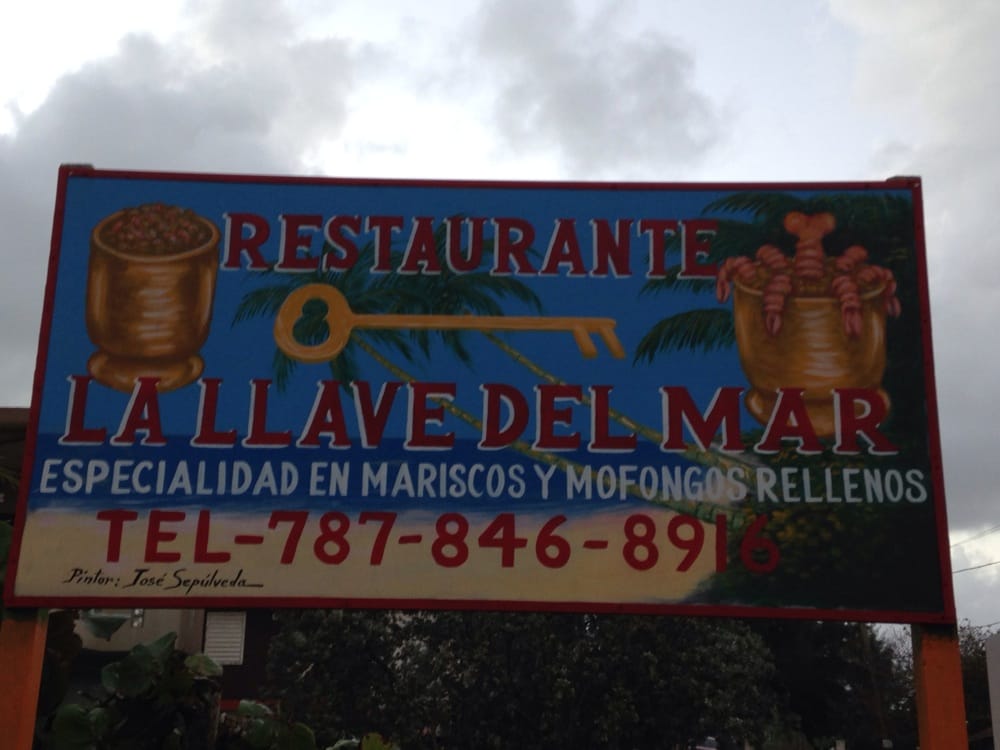 RESTAURANTE
LA LLAVE DEL MAR
ESPECIALIDAD EN MARISCOS Y MOFONGOS RELLENOS
TEL-787-846-8916
Pintor: José Sepúlveda